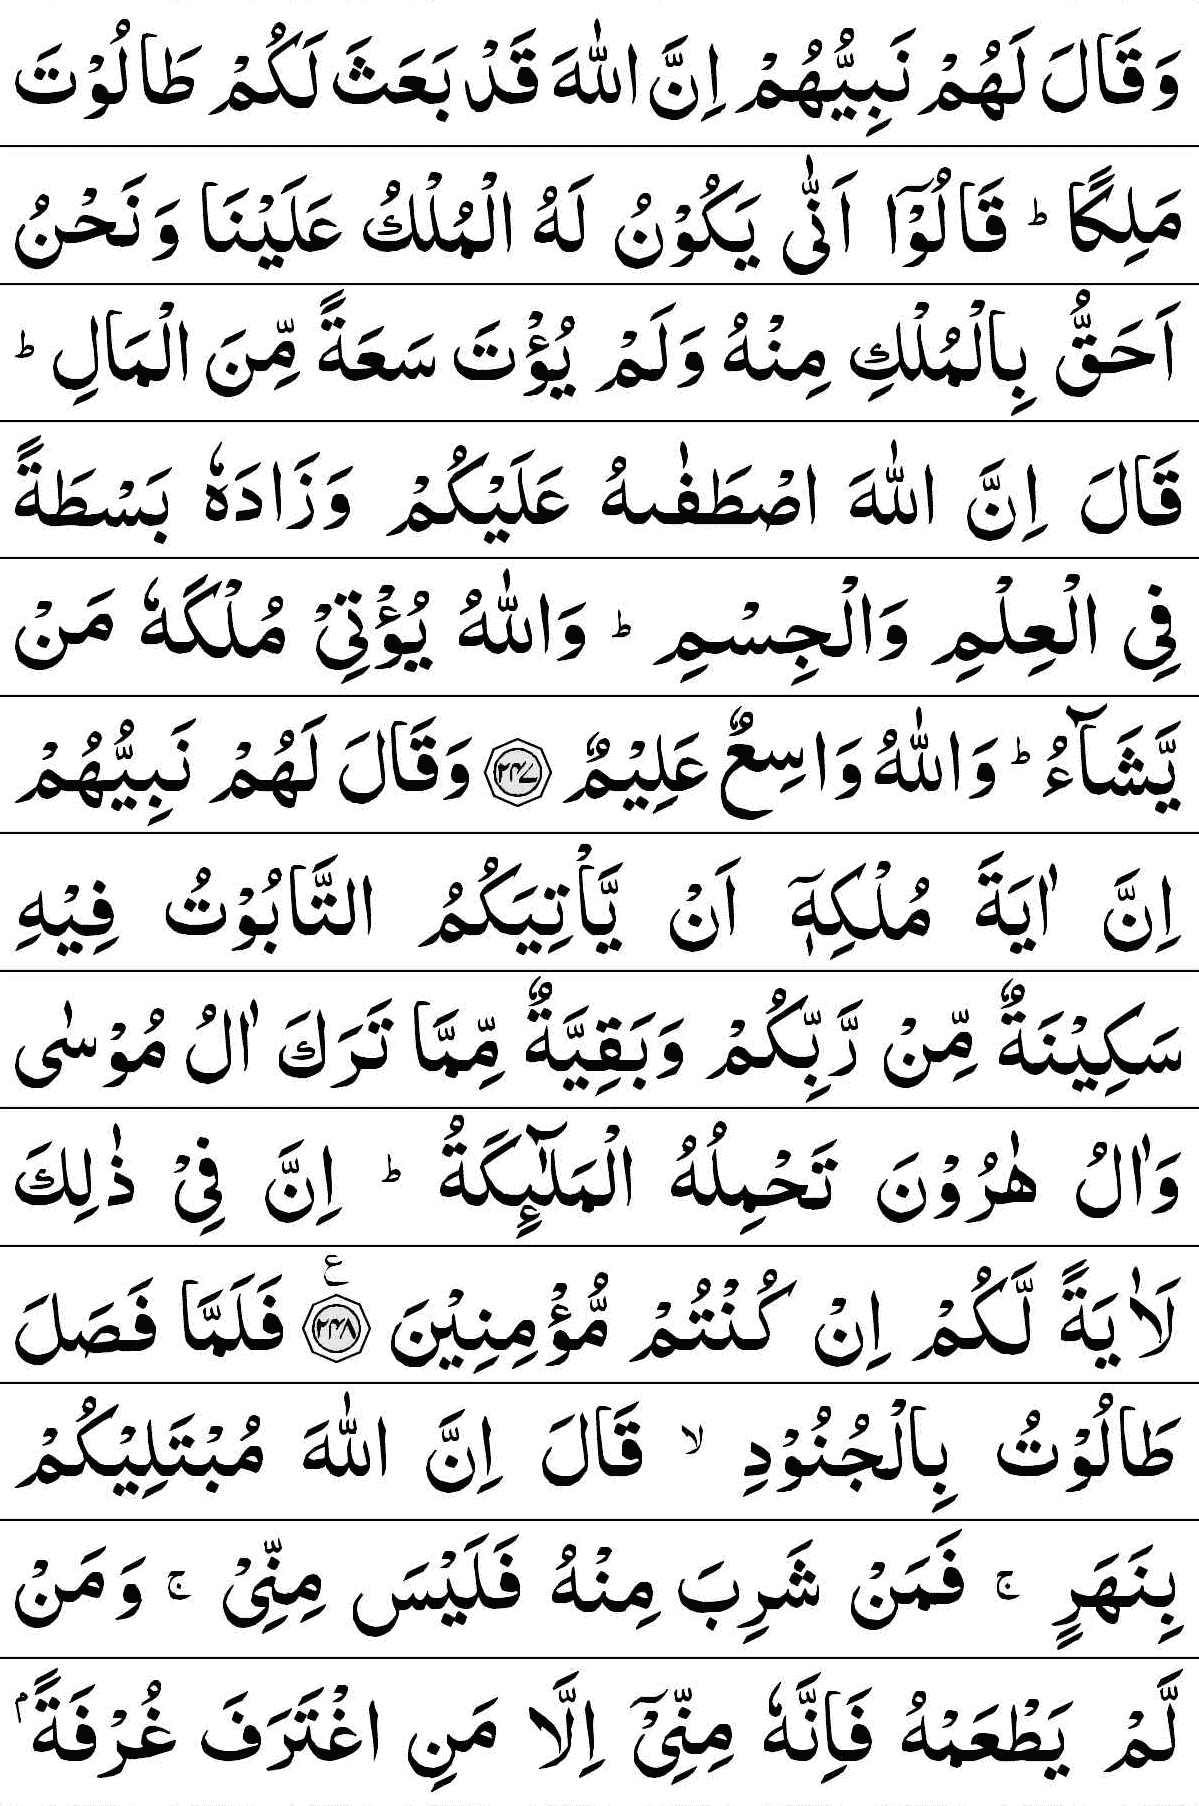 وَقَالَ لَهُمْ نَبِيُّهُمْ اِنَّ اللّٰهَ قَدْ بَعَثَ لَكُمْ طَالُوْتَ
مَلِكًا ؕ قَالُوْۤا اَنّٰى يَكُوْنُ لَهُ الْمُلْكُ عَلَيْنَا وَنَحْنُ
اَحَقُّ بِالْمُلْكِ مِنْهُ وَلَمْ يُؤْتَ سَعَةً مِّنَ الْمَالِ ؕ
قَالَ اِنَّ اللّٰهَ اصْطَفٰىهُ عَلَيْكُمْ وَزَادَهٗ بَسْطَةً
فِى الْعِلْمِ وَالْجِسْمِ ؕ وَاللّٰهُ يُؤْتِىْ مُلْكَهٗ مَنْ
يَّشَآءُ ؕ وَاللّٰهُ وَاسِعٌ عَلِيْمٌ ﴿۲۴۷﴾ وَقَالَ لَهُمْ نَبِيُّهُمْ
اِنَّ اٰيَةَ مُلْكِهٖۤ اَنْ يَّاْتِيَكُمُ التَّابُوْتُ فِيْهِ
سَكِيْنَةٌ مِّنْ رَّبِّكُمْ وَبَقِيَّةٌ مِّمَّا تَرَكَ اٰلُ مُوْسٰى
وَاٰلُ هٰرُوْنَ تَحْمِلُهُ الْمَلٰٓئِكَةُ ؕ اِنَّ فِىْ ذٰلِكَ
لَاٰيَةً لَّكُمْ اِنْ كُنْتُمْ مُّؤْمِنِيْنَ ﴿۲۴۸﴾ ع فَلَمَّا فَصَلَ
طَالُوْتُ بِالْجُنُوْدِ ۙ قَالَ اِنَّ اللّٰهَ مُبْتَلِيْكُمْ
بِنَهَرٍ ۚ فَمَنْ شَرِبَ مِنْهُ فَلَيْسَ مِنِّىْ ۚ وَمَنْ
لَّمْ يَطْعَمْهُ فَاِنَّهٗ مِنِّىْۤ اِلَّا مَنِ اغْتَرَفَ غُرْفَةًۢ